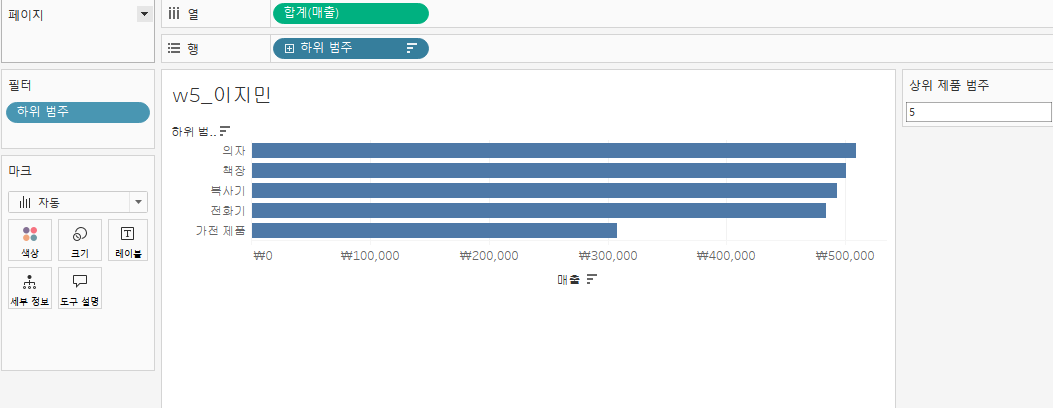 페이지
열
합계(매출)
행
하위 범주
필터
하위 범주
마크
자동
색상
크기
레이블
세부 정보
도구 설명
w5_이지민
하위 범..
의자
책장
복사기
전화기
가전 제품
₩0
₩100,000
₩200,000
₩300,000
₩400,000
₩500,000
매출
상위 제품 범주
5